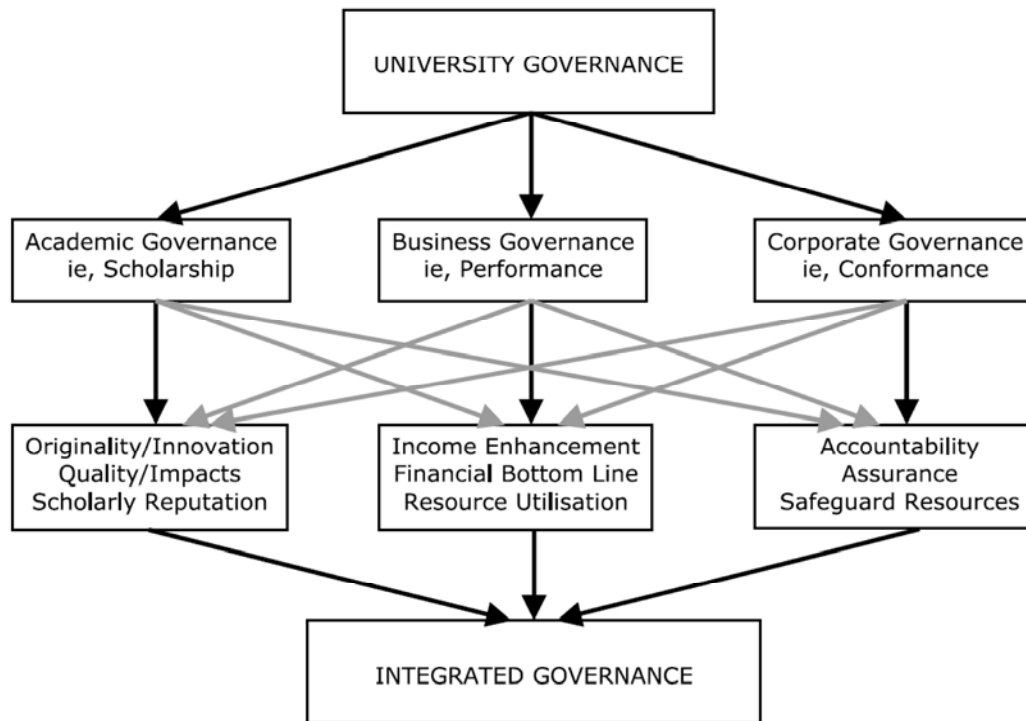 UNIVERSITY GOVERNANCE
Academic Governance
ie, Scholarship
Business Governance
ie, Performance
Corporate Governance
ie, Conformance
Originality/Innovation
Quality/Impacts
Scholarly Reputation
Income Enhancement
Financial Bottom Line
Resource Utilisation
Accountability
Assurance
Safeguard Resources
INTEGRATED GOVERNANCE